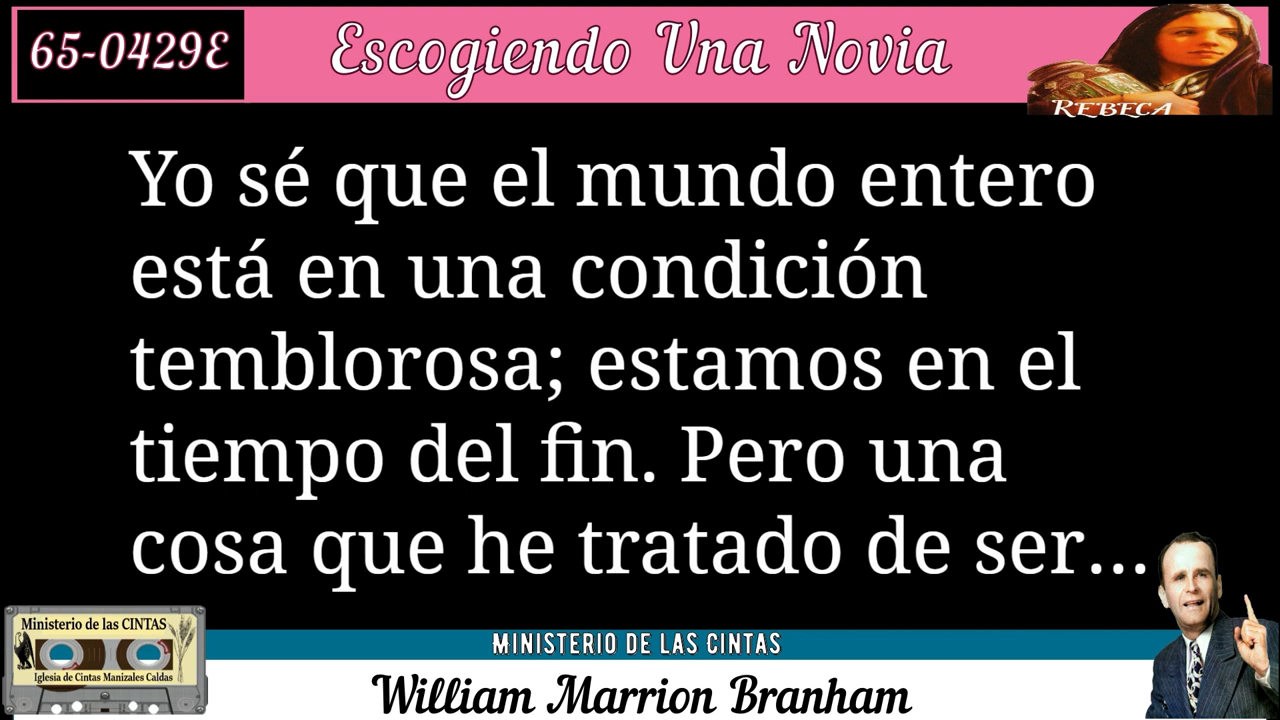 65-0429E
Escogiendo Una Novia
REBECA
Yo sé que el mundo entero
está en una condición
temblorosa; estamos en el
tiempo del fin. Pero una
cosa que he tratado de ser...
Ministerio de las CINTAS
Iglesia de Cintas Manizales Caldas
MINISTERIO DE LAS CINTAS
William Marrion Branham